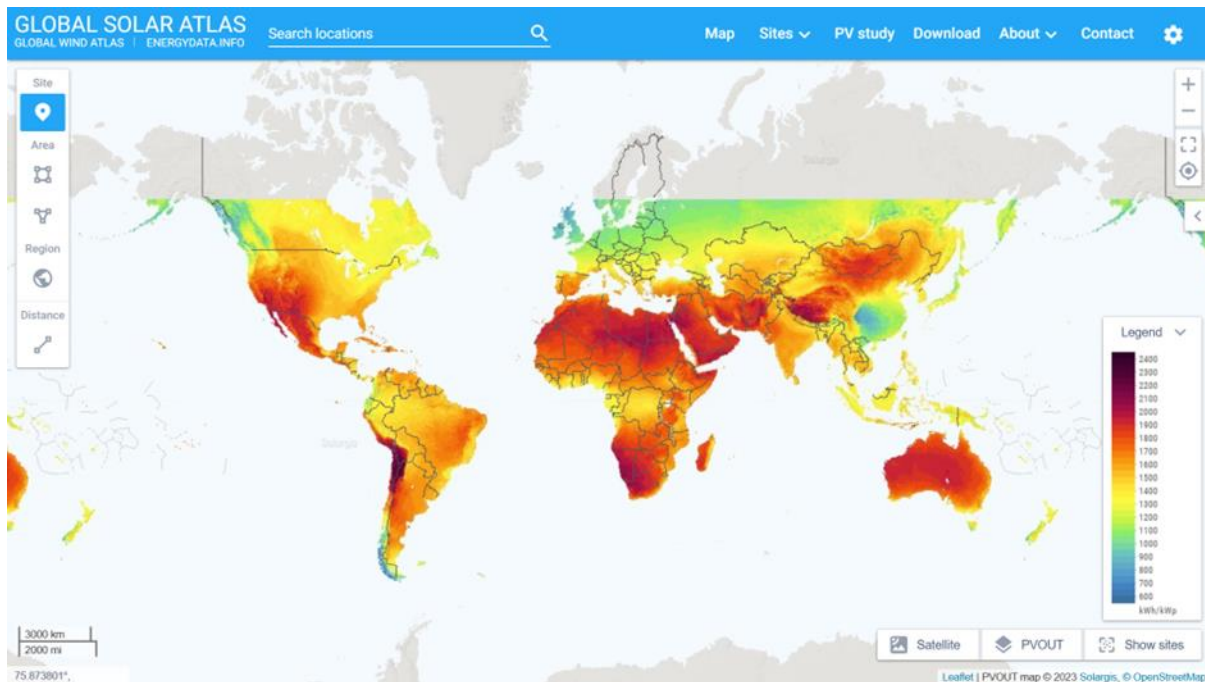 GLOBAL SOLAR ATLAS
GLOBAL WIND ATLAS | ENERGYDATA.INFO
Search locations
Map
Sites
PV study
Download
About
Contact
Site
Area
Region
Distance
Solargis
Solargis
Legend
2400
2300
2200
2100
2000
1900
1800
1700
1600
1500
1400
1300
1200
1100
1000
900
800
700
600
kWh/kWp
3000 km
2000 mi
75.873801°,
Satellite
PVOUT
Show sites
Leaflet | PVOUT map © 2023 Solargis, © OpenStreetMap